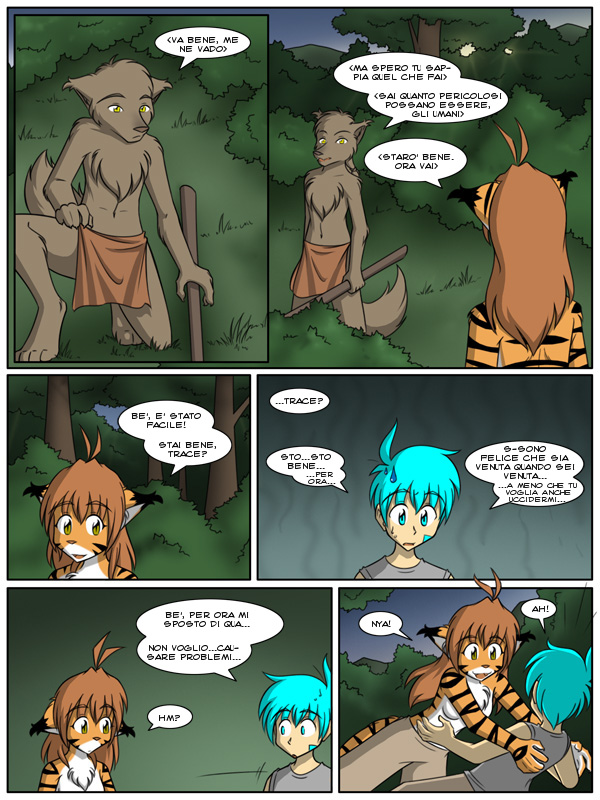 <VA BENE, ME
NE VADO>
<MA SPERO TU SAP-
PIA QUEL CHE FAI>
<SAI QUANTO PERICOLOSI
POSSANO ESSERE,
GLI UMANI>
<STARO' BENE.
ORA VAI>
BE', E' STATO
FACILE!
STAI BENE,
TRACE?
...TRACE?
STO...STO
BENE...
...PER
ORA...
S-SONO
FELICE CHE SIA
VENUTA QUANDO SEI
VENUTA...
...A MENO CHE TU
VOGLIA ANCHE
UCCIDERMI...
BE', PER ORA MI
SPOSTO DI QUA...
NON VOGLIO...CAU-
SARE PROBLEMI...
HM?
NYA!
AH!